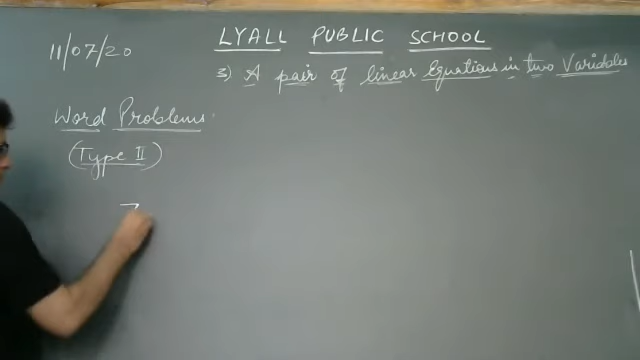 11/07/20
LYALL PUBLIC SCHOOL
3) A pair of linear Equations in two Variables
Word Problems.
(Type II)